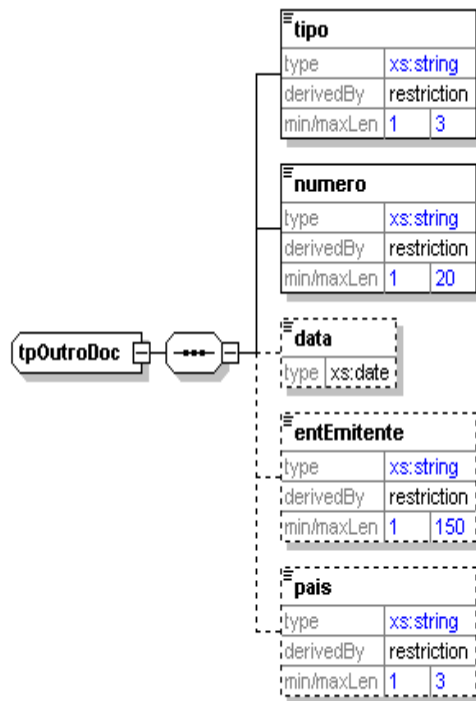 tipo
type xs:string
derivedBy restriction
min/maxLen 1 3
numero
type xs:string
derivedBy restriction
min/maxLen 1 20
tpOutroDoc
data
type xs:date
entEmitente
type xs:string
derivedBy restriction
min/maxLen 1 150
pais
type xs:string
derivedBy restriction
min/maxLen 1 3